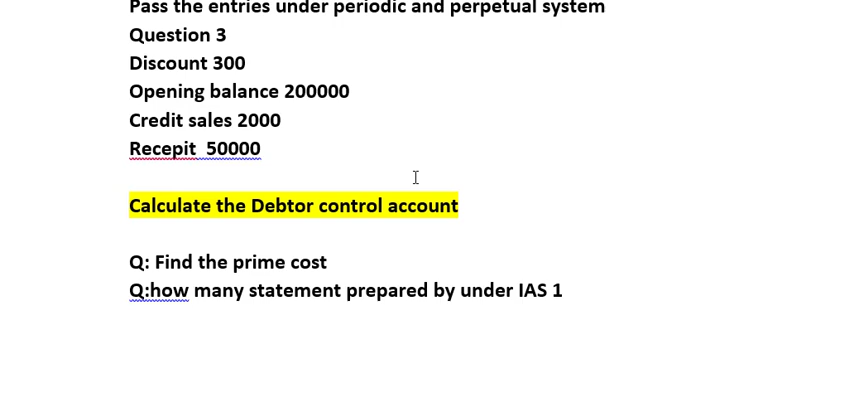 Pass the entries under periodic and perpetual system
Question 3
Discount 300
Opening balance 200000
Credit sales 2000
Recepit  50000
Calculate the Debtor control account
Q: Find the prime cost
Q:how many statement prepared by under IAS 1